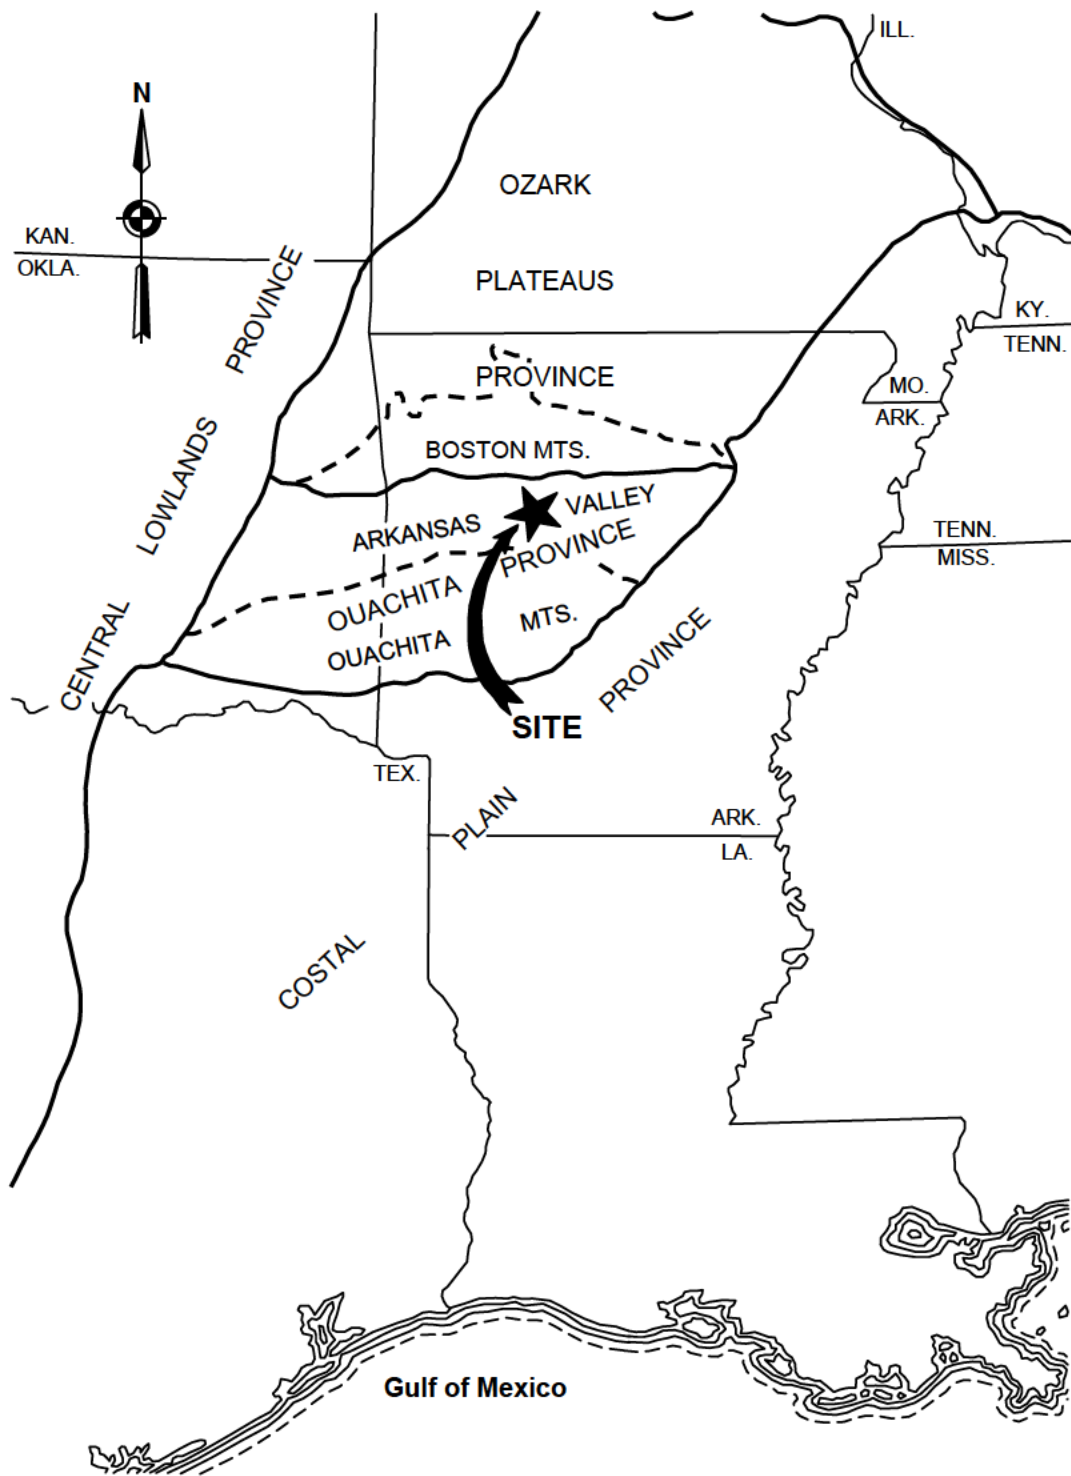 ILL.
N
OZARK
KAN.
OKLA.
PLATEAUS
KY.
TENN.
PROVINCE
MO.
ARK.
BOSTON MTS.
ARKANSAS
VALLEY
OUACHITA
PROVINCE
OUACHITA
MTS.
TENN.
MISS.
CENTRAL
LOWLANDS
PROVINCE
SITE
TEX.
ARK.
LA.
COSTAL
PLAIN
PROVINCE
Gulf of Mexico